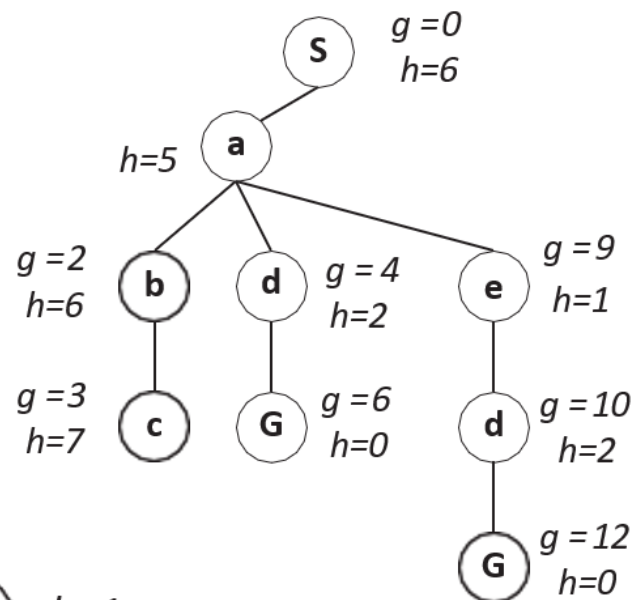 S
g=0
h=6
a
h=5
b
g=2
h=6
d
g = 4
h=2
e
g=9
h=1
c
g=3
h=7
G
g=6
h=0
d
g=10
h=2
G
g=12
h=0